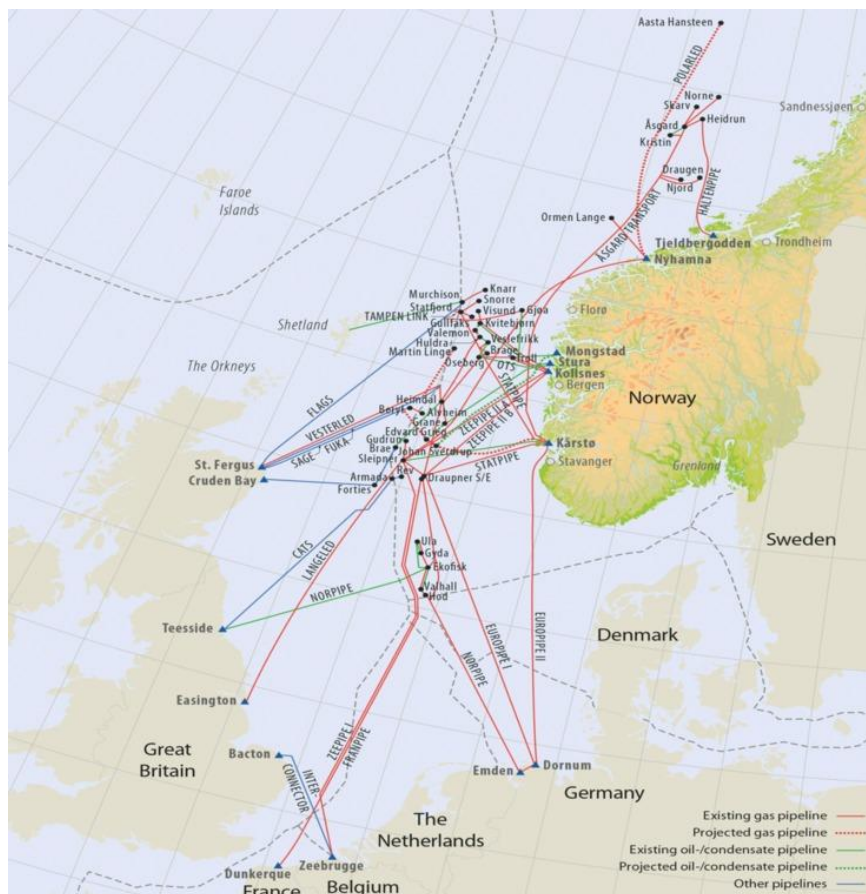 Aasta Hansteen
POLARLED
Norne
Skarv
Sandnessjøen
Åsgard
Heidrun
Kristin
Draugen
Njord
HALTENPIPE
Faroe
Islands
Ormen Lange
ÅSGARD TRANSPORT
Tjeldbergodden
Trondheim
Nyhamna
Knarr
Murchison
Snorre
Statfjord
Visund
Gjøa
Florø
TAMPEN LINK
Kvitebjørn
Shetland
Gullfaks
Valemon
Veslefrikk
Huldra
Brage
Mongstad
Martin Linge
Troll
Stura
Oseberg
OTS
Kollsnes
The Orkneys
Bergen
STATPIPE
Norway
FLAGS
Heimdal
Beryk
Alvheim
VESTERLED
Grane
ZEEPIPE II A
Edvard Grieg
ZEEPIPE II B
Gudrun
Kårstø
SAGE
FUKA
Brae
Johan Sverdrup
St. Fergus
Sleipner
STATPIPE
Stavanger
Grenland
Rev
Cruden Bay
Armada
Draupner S/E
Forties
Sweden
CATS
LANGELED
Ula
Gyda
Ekofisk
NORPIPE
Valhall
Hod
Teesside
Denmark
EUROPIPE I
EUROPIPE II
NORPIPE
Easington
Great
Britain
ZEEPIPE I
FRANPIPE
Bacton
INTER-
CONNECTOR
Emden
Dornum
Germany
The
Netherlands
Existing gas pipeline
Projected gas pipeline
Existing oil-/condensate pipeline
Projected oil-/condensate pipeline
Other pipelines
Dunkerque
Zeebrugge
France
Belgium